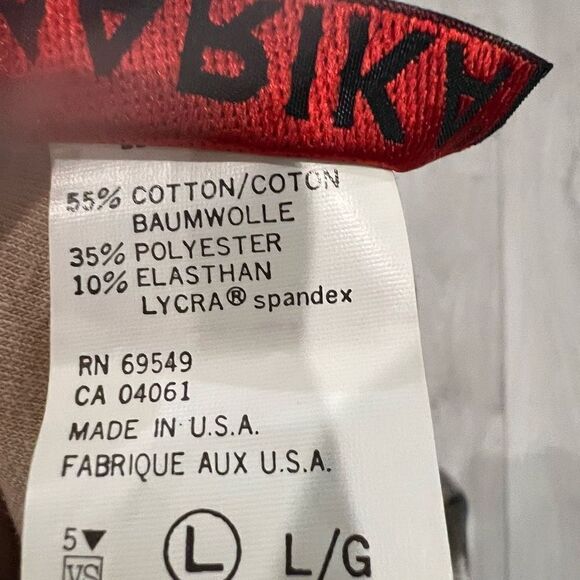 ARIKA
55% COTTON/COTON
BAUMWOLLE
35% POLYESTER
10% ELASTHAN
LYCRA® spandex
RN 69549
CA 04061
MADE IN U.S.A.
FABRIQUE AUX U.S.A.
5▼ L L/G
VS